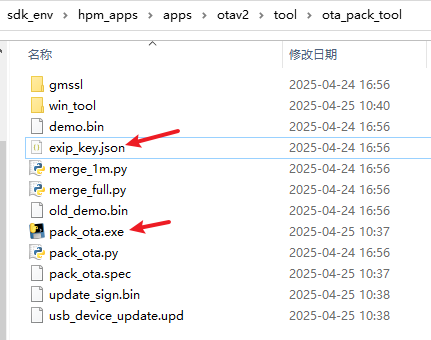 sdk_env > hpm_apps > apps > otav2 > tool > ota_pack_tool
名称 修改日期
gmssl 2025-04-24 16:56
win_tool 2025-04-25 10:40
demo.bin 2025-04-24 16:56
exip_key.json 2025-04-24 16:56
merge_1m.py 2025-04-24 16:56
merge_full.py 2025-04-24 16:56
old_demo.bin 2025-04-24 16:56
pack_ota.exe 2025-04-25 10:37
pack_ota.py 2025-04-24 16:56
pack_ota.spec 2025-04-25 10:37
update_sign.bin 2025-04-25 10:38
usb_device_update.upd 2025-04-25 10:38